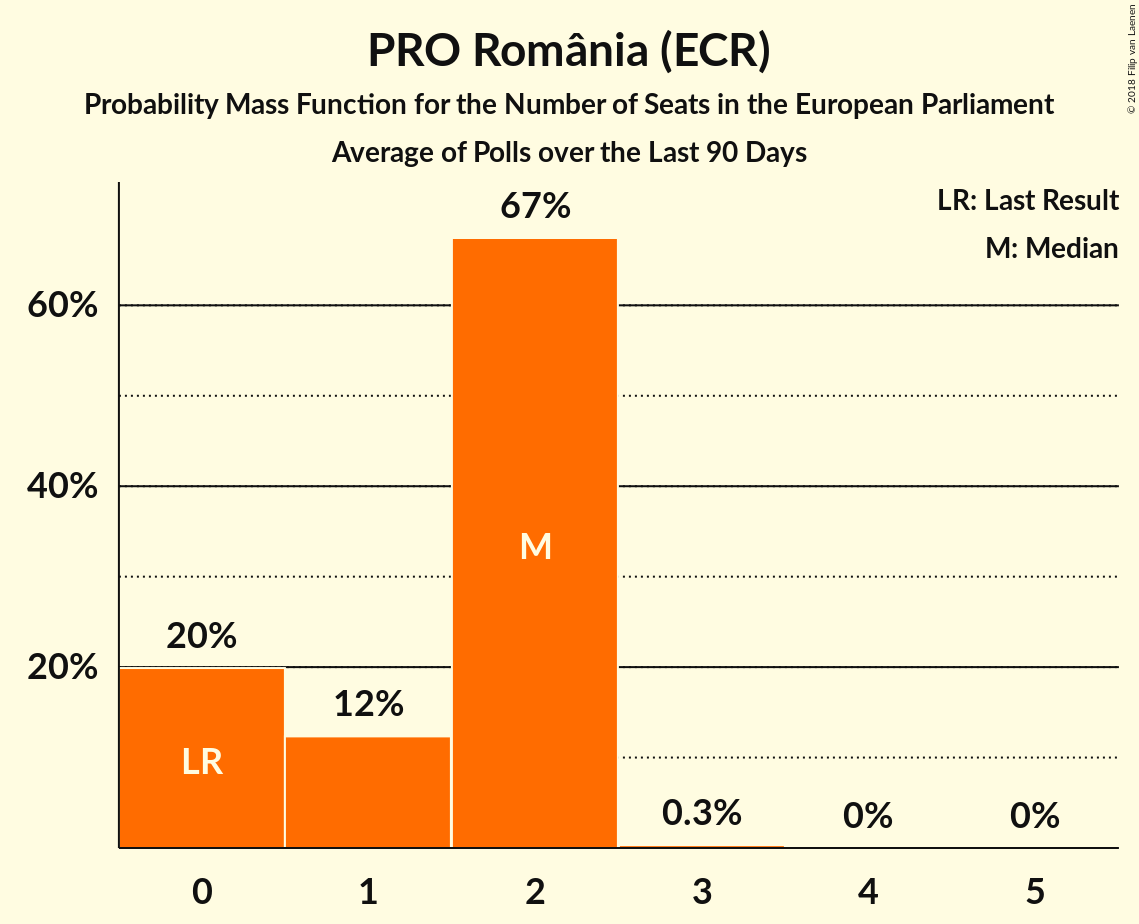 PRO România (ECR)
Probability Mass Function for the Number of Seats in the European Parliament
Average of Polls over the Last 90 Days
© 2018 Filip van Laenen
LR: Last Result
M: Median
67%
60%
40%
M
20%
20%
12%
LR
0.3%
0%
0%
0 1 2 3 4 5